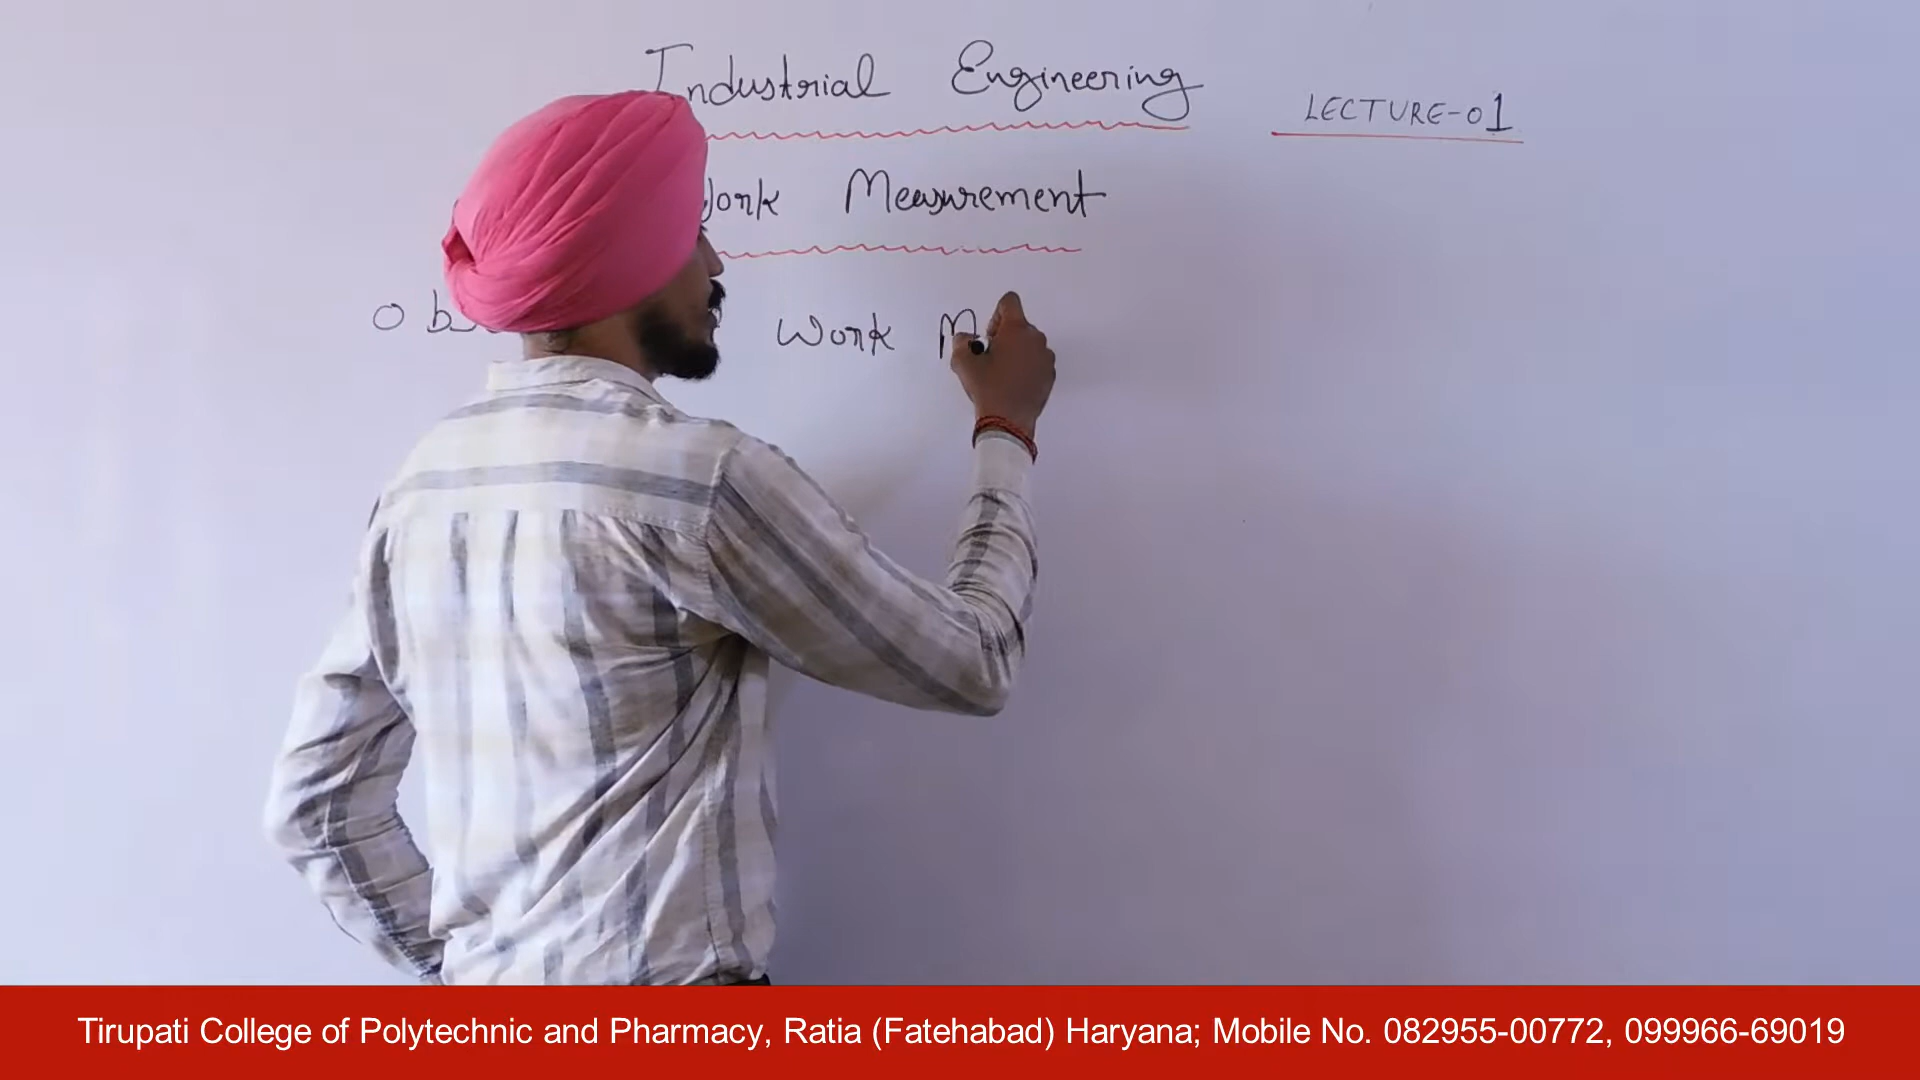 Industrial Engineering
LECTURE-01
Work Measurement
Work
Tirupati College of Polytechnic and Pharmacy, Ratia (Fatehabad) Haryana; Mobile No. 082955-00772, 099966-69019